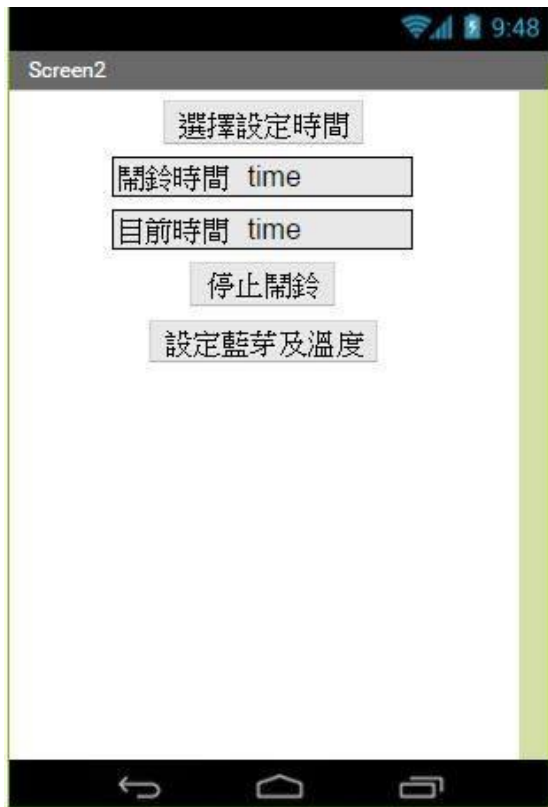 9:48
Screen2
選擇設定時間
鬧鈴時間 time
目前時間 time
停止鬧鈴
設定藍芽及溫度